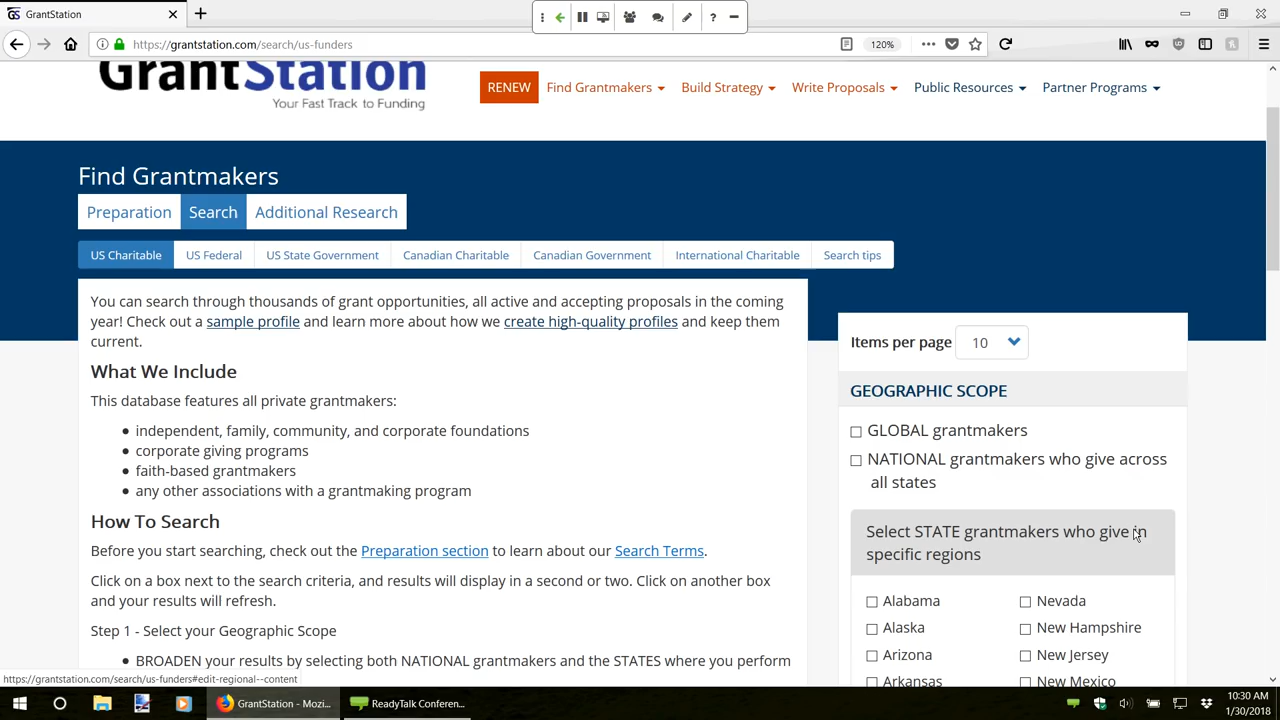 GrantStation
https://grantstation.com/search/us-funders
120%
GrantStation
Your Fast Track to Funding
RENEW
Find Grantmakers
Build Strategy
Write Proposals
Public Resources
Partner Programs
Find Grantmakers
Preparation
Search
Additional Research
US Charitable
US Federal
US State Government
Canadian Charitable
Canadian Government
International Charitable
Search tips
You can search through thousands of grant opportunities, all active and accepting proposals in the coming
year! Check out a sample profile and learn more about how we create high-quality profiles and keep them
current.
What We Include
This database features all private grantmakers:
independent, family, community, and corporate foundations
corporate giving programs
faith-based grantmakers
any other associations with a grantmaking program
How To Search
Before you start searching, check out the Preparation section to learn about our Search Terms.
Click on a box next to the search criteria, and results will display in a second or two. Click on another box
and your results will refresh.
Step 1 - Select your Geographic Scope
BROADEN your results by selecting both NATIONAL grantmakers and the STATES where you perform
Items per page
10
GEOGRAPHIC SCOPE
GLOBAL grantmakers
NATIONAL grantmakers who give across
all states
Select STATE grantmakers who give in
specific regions
Alabama
Nevada
Alaska
New Hampshire
Arizona
New Jersey
Arkansas
New Mexico
https://grantstation.com/search/us-funders#edit-regional--content
GrantStation - Mozi...
ReadyTalk Conferen...
10:30 AM
1/30/2018